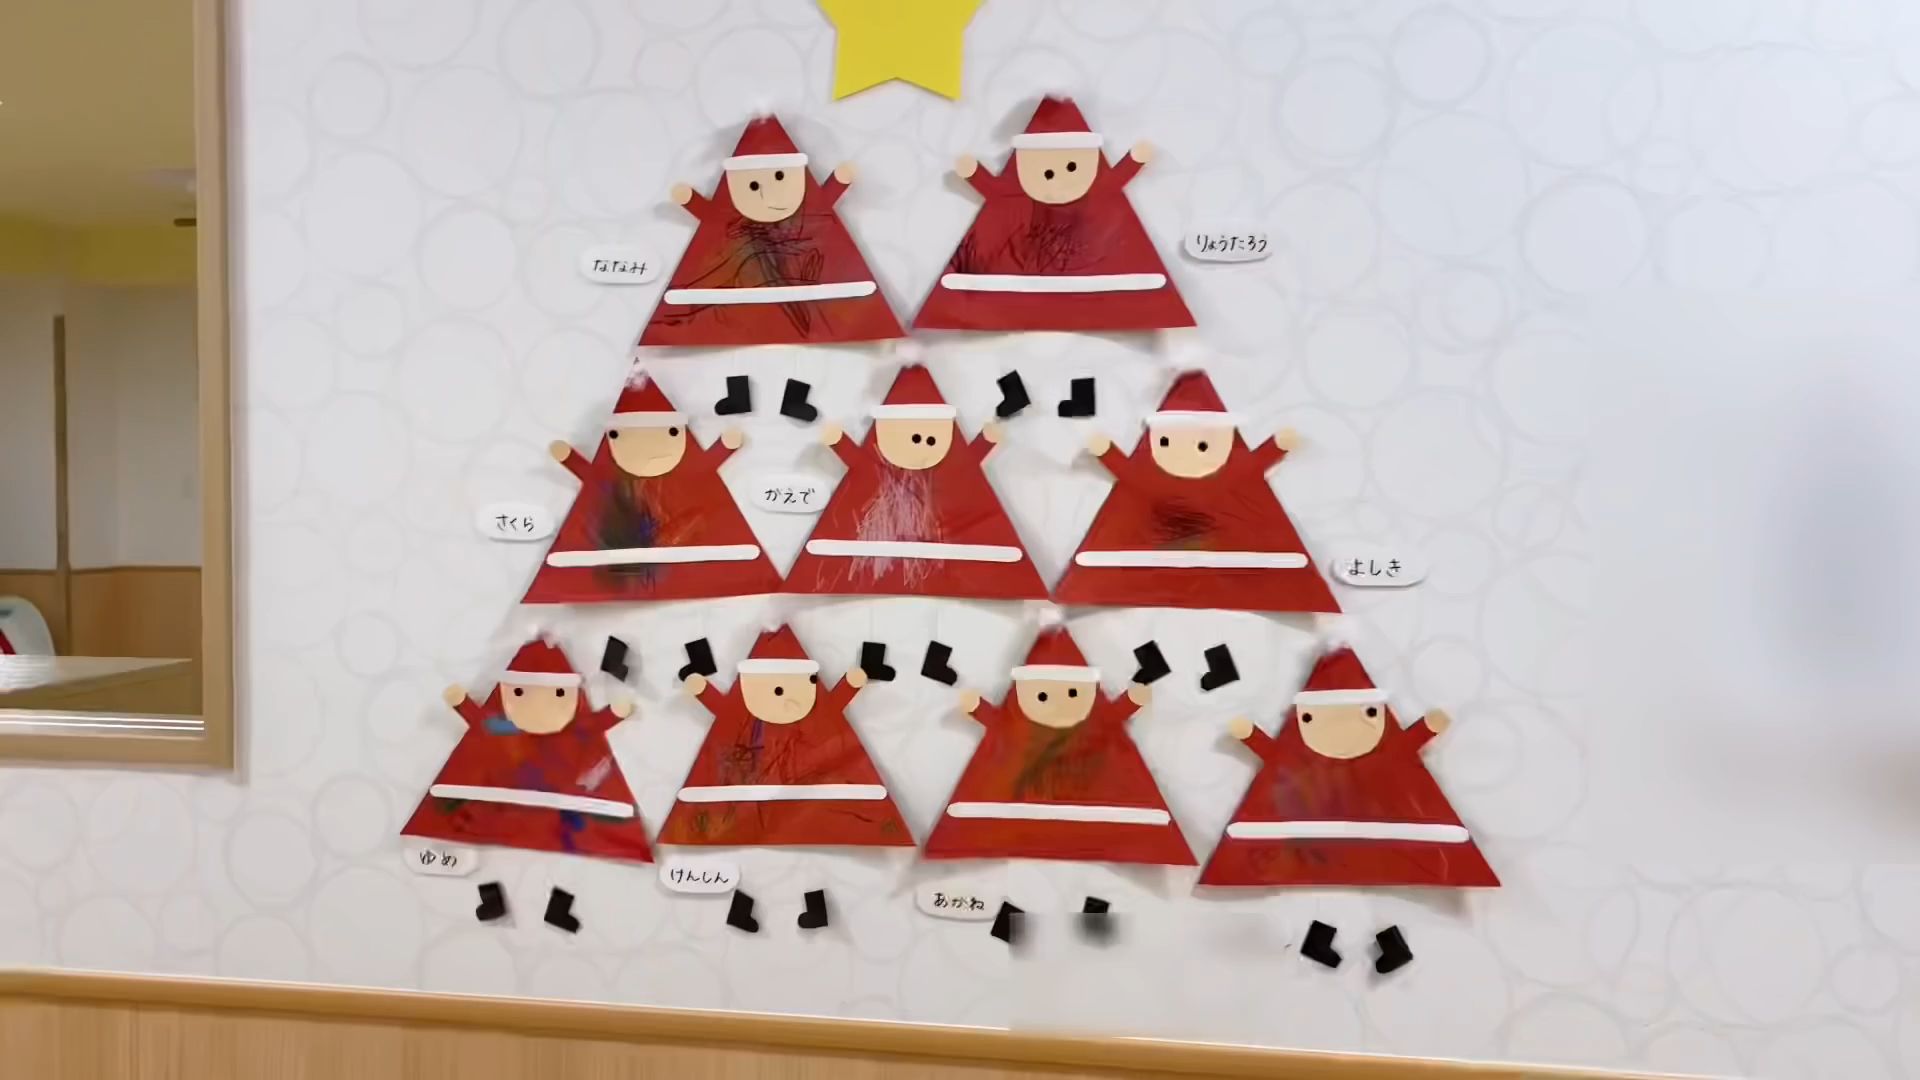 ななみ
りょうたろう
さくら
かえで
よしき
ゆめ
けんしん
あかね